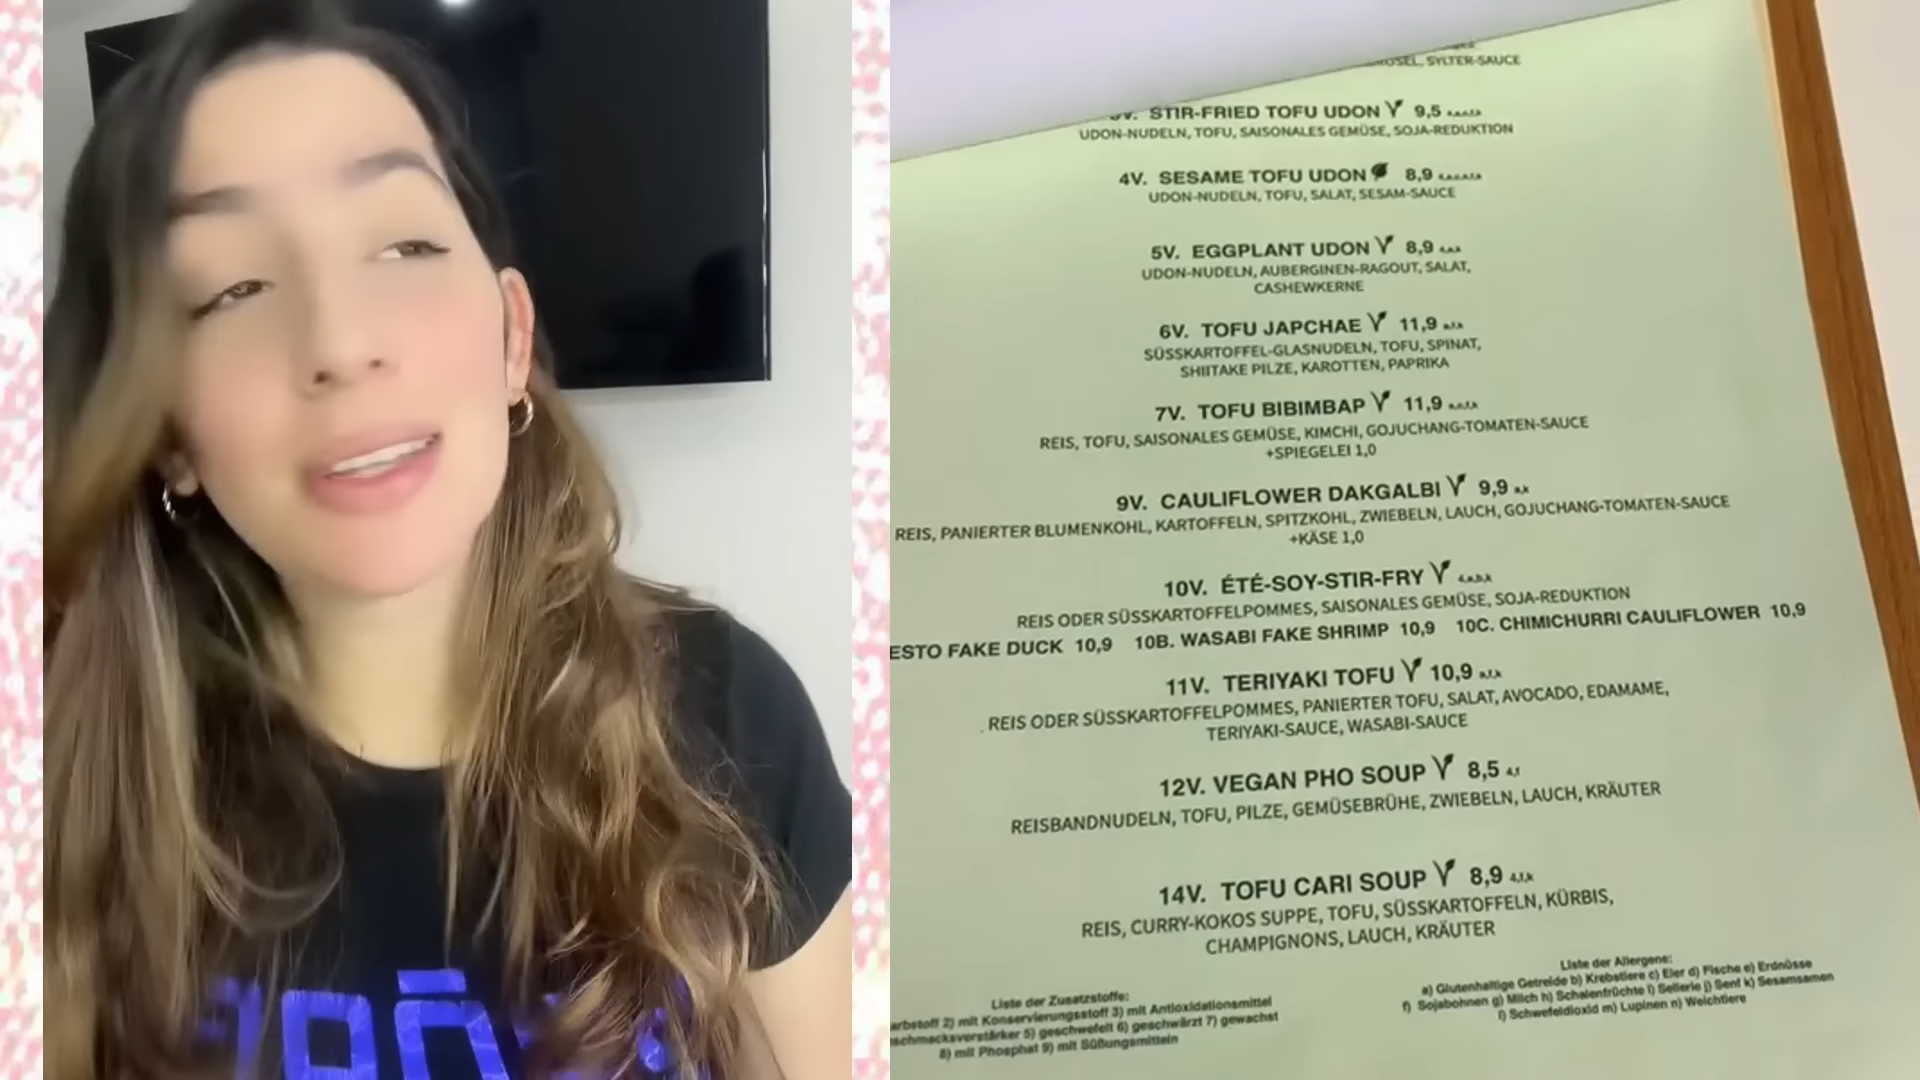 SYLTER-SAUCE
STIR-FRIED TOFU UDON 9,5
UDON-NUDELN, TOFU, SAISONALES GEMÜSE, SOJA-REDUKTION
4V. SESAME TOFU UDON 8,9
UDON-NUDELN, TOFU, SALAT, SESAM-SAUCE
5V. EGGPLANT UDON 8,9
UDON-NUDELN, AUBERGINEN-RAGOUT, SALAT,
CASHEWKERNE
6V. TOFU JAPCHAE 11,9
SÜSSKARTOFFEL-GLASNUDELN, TOFU, SPINAT,
SHIITAKE PILZE, KAROTTEN, PAPRIKA
7V. TOFU BIBIMBAP 11,9
REIS, TOFU, SAISONALES GEMÜSE, KIMCHI, GOJUCHANG-TOMATEN-SAUCE
+SPIEGELEI 1,0
9V. CAULIFLOWER DAKGALBI 9,9
REIS, PANIERTER BLUMENKOHL, KARTOFFELN, SPITZKOHL, ZWIEBELN, LAUCH, GOJUCHANG-TOMATEN-SAUCE
+KÄSE 1,0
10V. ÉTÉ-SOY-STIR-FRY
REIS ODER SÜSSKARTOFFELPOMMES, SAISONALES GEMÜSE, SOJA-REDUKTION
ESTO FAKE DUCK 10,9 10B. WASABI FAKE SHRIMP 10,9 10C. CHIMICHURRI CAULIFLOWER 10,9
11V. TERIYAKI TOFU 10,9
REIS ODER SÜSSKARTOFFELPOMMES, PANIERTER TOFU, SALAT, AVOCADO, EDAMAME,
TERIYAKI-SAUCE, WASABI-SAUCE
12V. VEGAN PHO SOUP 8,5
REISBANDNUDELN, TOFU, PILZE, GEMÜSEBRÜHE, ZWIEBELN, LAUCH, KRÄUTER
14V. TOFU CARI SOUP 8,9
REIS, CURRY-KOKOS SUPPE, TOFU, SÜSSKARTOFFELN, KÜRBIS,
CHAMPIGNONS, LAUCH, KRÄUTER
Liste der Zusatzstoffe:
arbstoff 2) mit Konservierungsstoff 3) mit Antioxidationsmittel
schmacksverstärker 5) geschwefelt 6) geschwärzt 7) gewachst
8) mit Phosphat 9) mit Süßungsmitteln
Liste der Allergene:
a) Glutenhaltige Getreide b) Krebstiere c) Eier d) Fische e) Erdnüsse
f) Sojabohnen g) Milch h) Schalenfrüchte i) Sellerie j) Senf k) Sesamsamen
l) Schwefeldioxid m) Lupinen n) Weichtiere